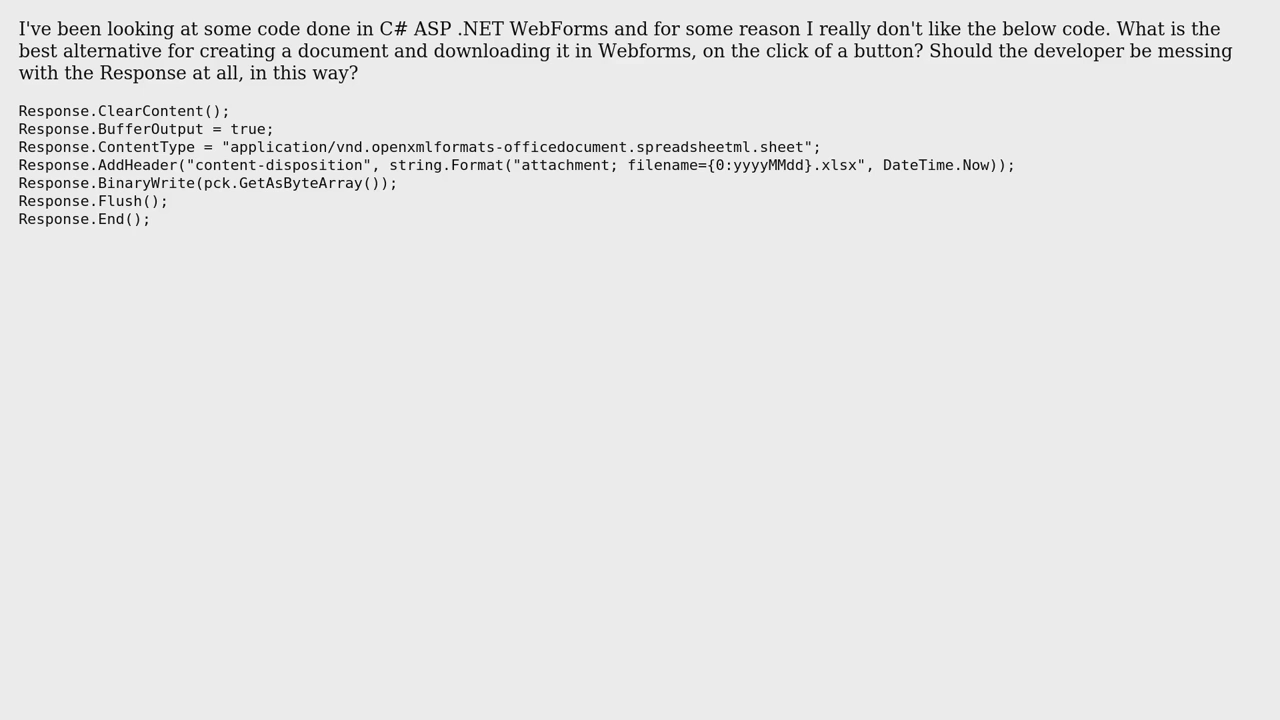 I've been looking at some code done in C# ASP .NET WebForms and for some reason I really don't like the below code. What is the
best alternative for creating a document and downloading it in Webforms, on the click of a button? Should the developer be messing
with the Response at all, in this way?
Response.ClearContent();
Response.BufferOutput = true;
Response.ContentType = "application/vnd.openxmlformats-officedocument.spreadsheetml.sheet";
Response.AddHeader("content-disposition", string.Format("attachment; filename={0:yyyyMMdd}.xlsx", DateTime.Now));
Response.BinaryWrite(pck.GetAsByteArray());
Response.Flush();
Response.End();